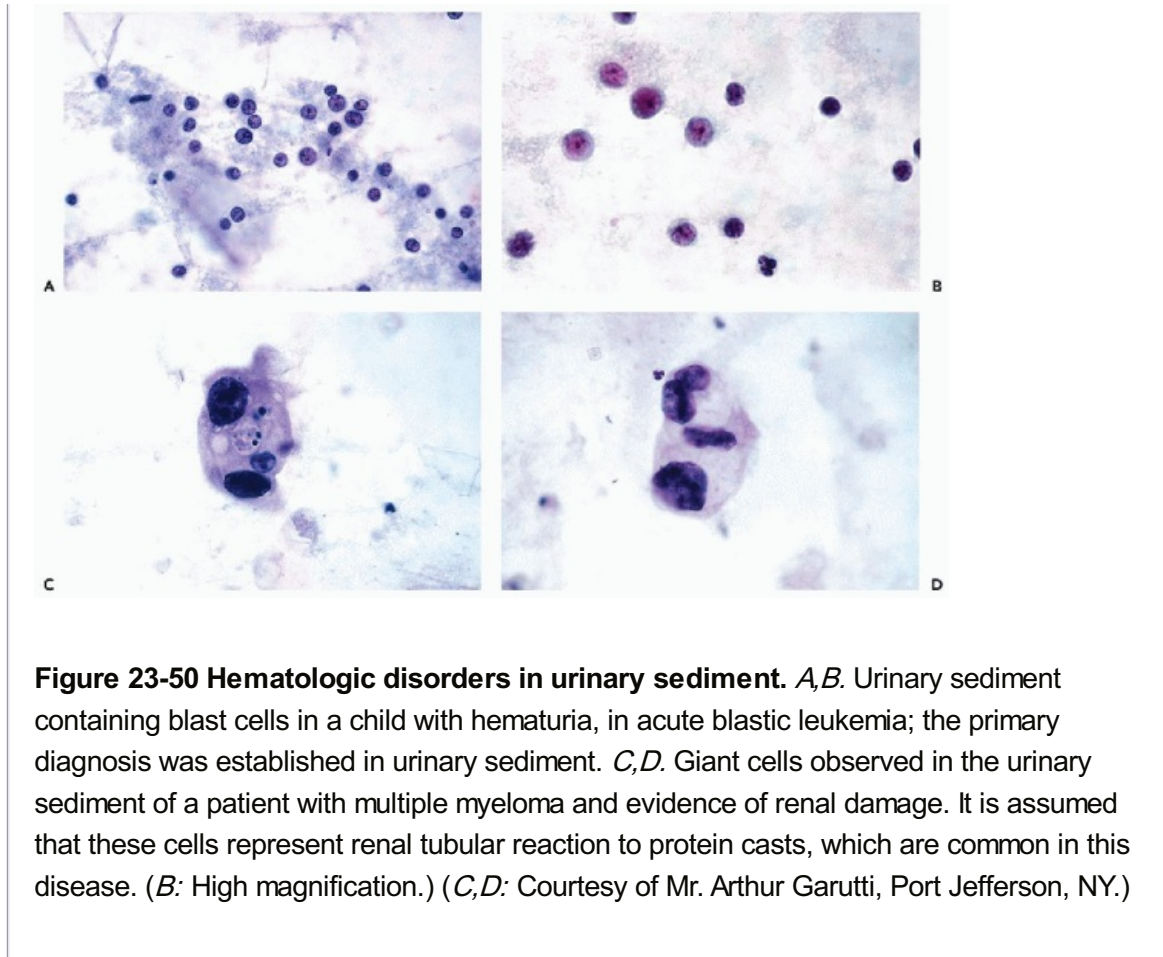 A
B
C
D
Figure 23-50 Hematologic disorders in urinary sediment. A,B. Urinary sediment
containing blast cells in a child with hematuria, in acute blastic leukemia; the primary
diagnosis was established in urinary sediment. C,D. Giant cells observed in the urinary
sediment of a patient with multiple myeloma and evidence of renal damage. It is assumed
that these cells represent renal tubular reaction to protein casts, which are common in this
disease. (B: High magnification.) (C,D: Courtesy of Mr. Arthur Garutti, Port Jefferson, NY.)